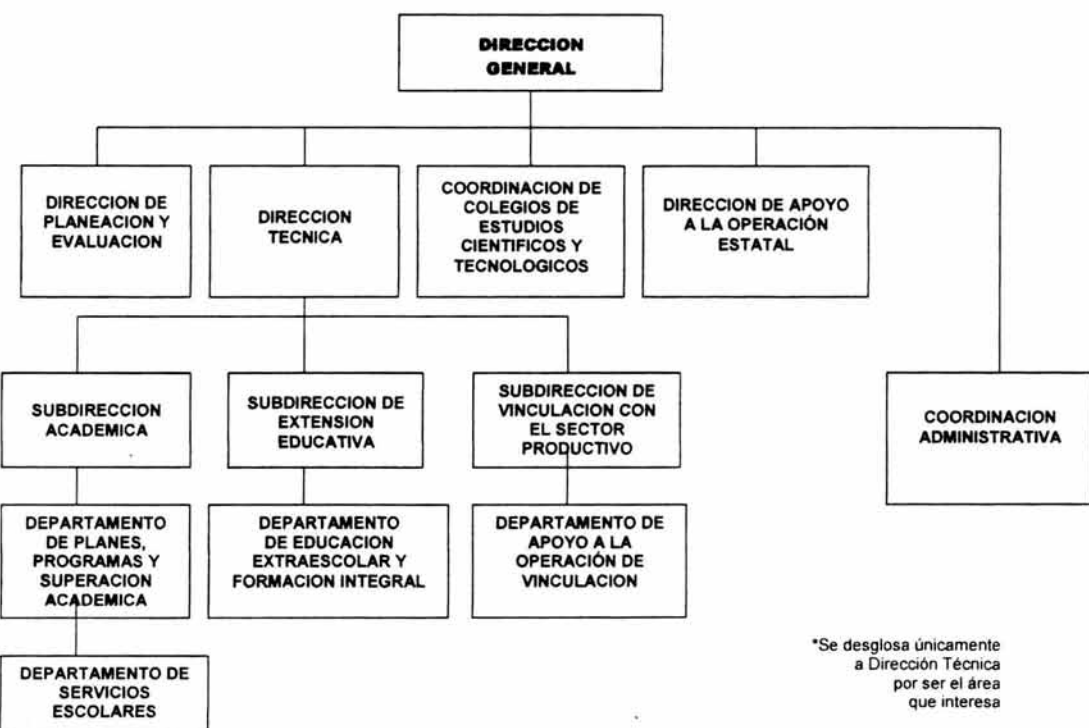 DIRECCION
GENERAL
DIRECCION DE
PLANEACION Y
EVALUACION
DIRECCION
TECNICA
COORDINACION DE
COLEGIOS DE
ESTUDIOS
CIENTIFICOS Y
TECNOLOGICOS
DIRECCION DE APOYO
A LA OPERACIÓN
ESTATAL
SUBDIRECCION
ACADEMICA
SUBDIRECCION DE
EXTENSION
EDUCATIVA
SUBDIRECCION DE
VINCULACION CON
EL SECTOR
PRODUCTIVO
COORDINACION
ADMINISTRATIVA
DEPARTAMENTO
DE PLANES,
PROGRAMAS Y
SUPERACION
ACADEMICA
DEPARTAMENTO
DE EDUCACION
EXTRAESCOLAR Y
FORMACION INTEGRAL
DEPARTAMENTO DE
APOYO A LA
OPERACIÓN DE
VINCULACION
DEPARTAMENTO DE
SERVICIOS
ESCOLARES
*Se desglosa únicamente
a Dirección Técnica
por ser el área
que interesa